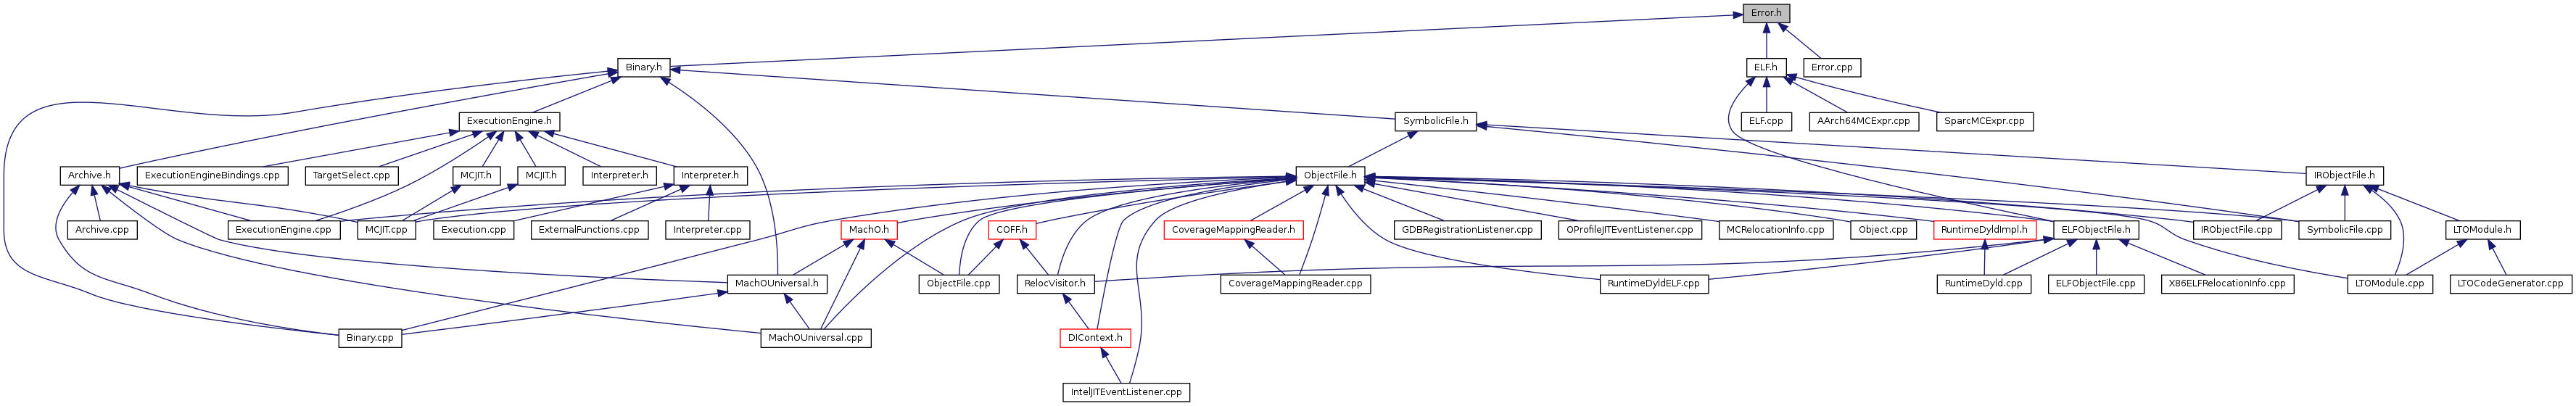 Error.h
Binary.h
ELF.h
Error.cpp
ExecutionEngine.h
SymbolicFile.h
ELF.cpp
AArch64MCExpr.cpp
SparcMCExpr.cpp
Archive.h
ExecutionEngineBindings.cpp
TargetSelect.cpp
MCJIT.h
MCJIT.h
Interpreter.h
Interpreter.h
ObjectFile.h
IRObjectFile.h
Archive.cpp
ExecutionEngine.cpp
MCJIT.cpp
Execution.cpp
ExternalFunctions.cpp
Interpreter.cpp
MachO.h
COFF.h
CoverageMappingReader.h
GDBRegistrationListener.cpp
OProfileJITEventListener.cpp
MCRelocationInfo.cpp
Object.cpp
RuntimeDyldImpl.h
ELFObjectFile.h
IRObjectFile.cpp
SymbolicFile.cpp
LTOModule.h
MachOUniversal.h
ObjectFile.cpp
RelocVisitor.h
CoverageMappingReader.cpp
RuntimeDyldELF.cpp
RuntimeDyld.cpp
ELFObjectFile.cpp
X86ELFRelocationInfo.cpp
LTOModule.cpp
LTOCodeGenerator.cpp
Binary.cpp
MachOUniversal.cpp
DIContext.h
IntelJITEventListener.cpp